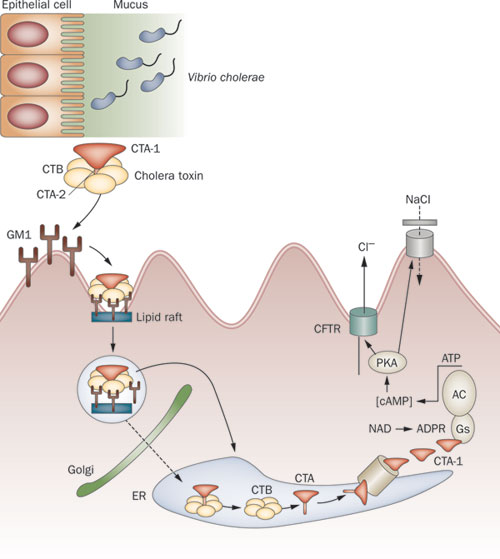 Epithelial cell
Mucus
Vibrio cholerae
CTA-1
CTB
Cholera toxin
CTA-2
GM1
NaCl
Cl−
Lipid raft
CFTR
PKA
ATP
[cAMP]
AC
NAD
ADPR
Gs
CTA-1
Golgi
CTA
CTB
ER